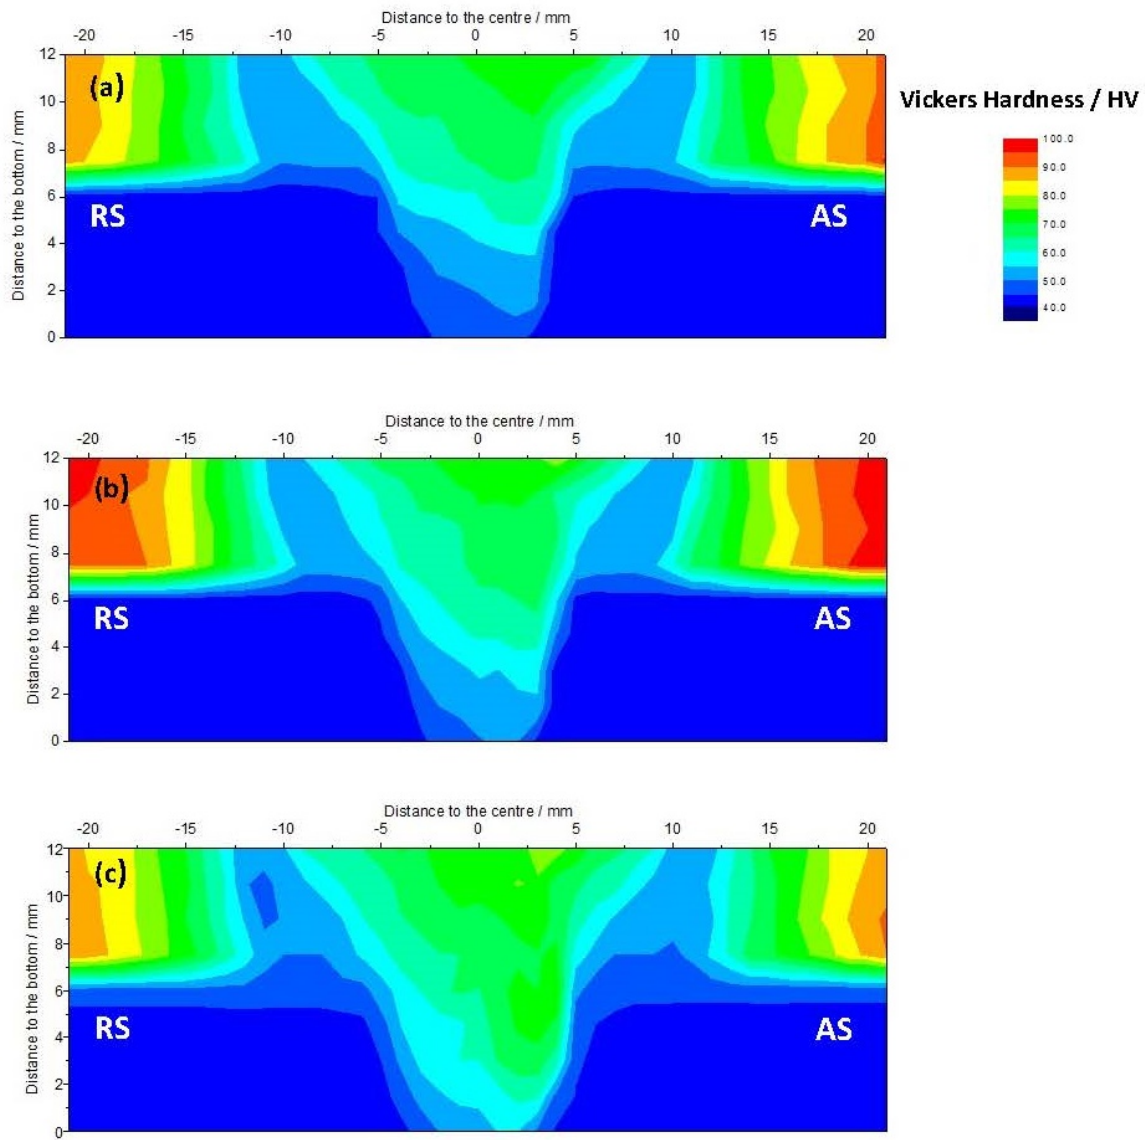 Distance to the centre / mm
-20 -15 -10 -5 0 5 10 15 20
12
10
8
6
4
2
0
Distance to the bottom / mm
(a)
RS
AS
Vickers Hardness / HV
100.0
90.0
80.0
70.0
60.0
50.0
40.0
Distance to the centre / mm
-20 -15 -10 -5 0 5 10 15 20
12
10
8
6
4
2
0
Distance to the bottom / mm
(b)
RS
AS
Distance to the centre / mm
-20 -15 -10 -5 0 5 10 15 20
12
10
8
6
4
2
0
Distance to the bottom / mm
(c)
RS
AS